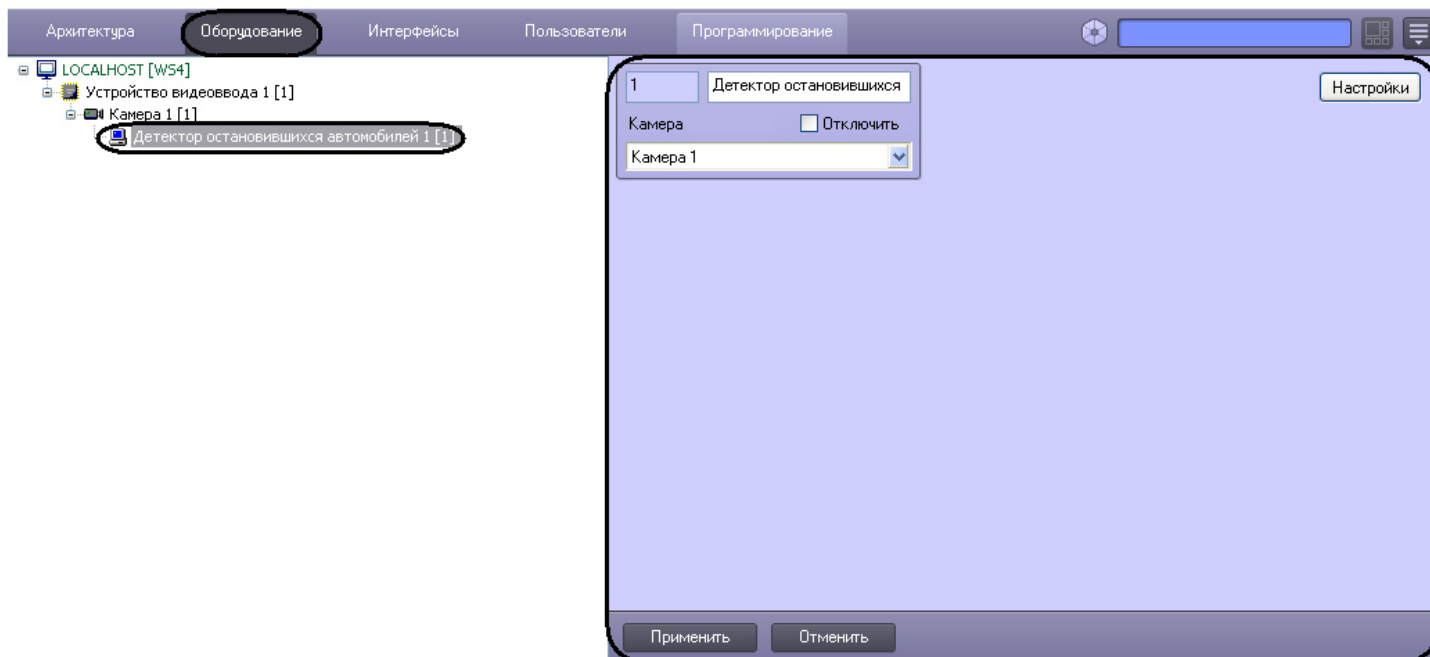 Архитектура Оборудование Интерфейсы Пользователи Программирование
LOCALHOST [WS4]
Устройство видеоввода 1 [1]
Камера 1 [1]
Детектор остановившихся автомобилей 1 [1]
1 Детектор остановившихся
Настройки
Камера Отключить
Камера 1
Применить Отменить